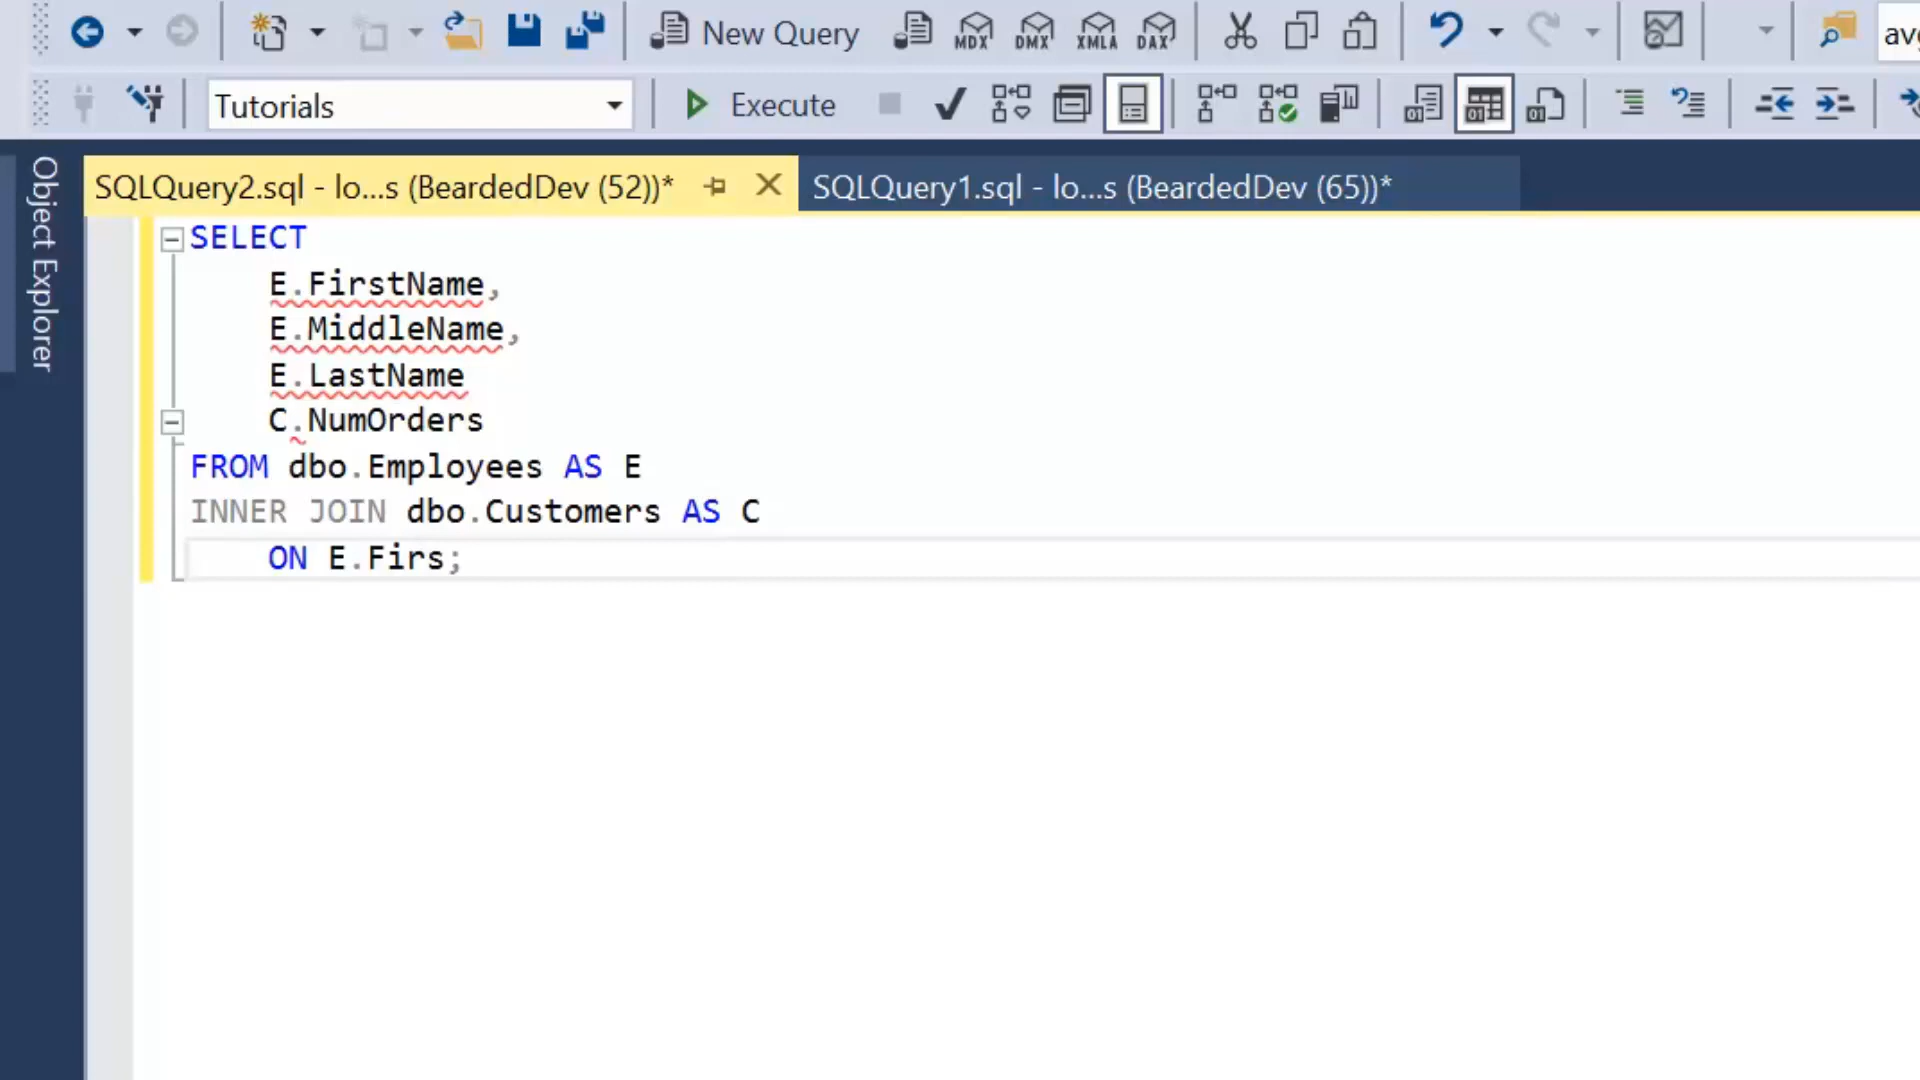 New Query MDX DMX XMLA DAX
Tutorials Execute
Object Explorer
SQLQuery2.sql - lo...s (BeardedDev (52))* SQLQuery1.sql - lo...s (BeardedDev (65))*
SELECT
E.FirstName,
E.MiddleName,
E.LastName
C.NumOrders
FROM dbo.Employees AS E
INNER JOIN dbo.Customers AS C
ON E.Firs;